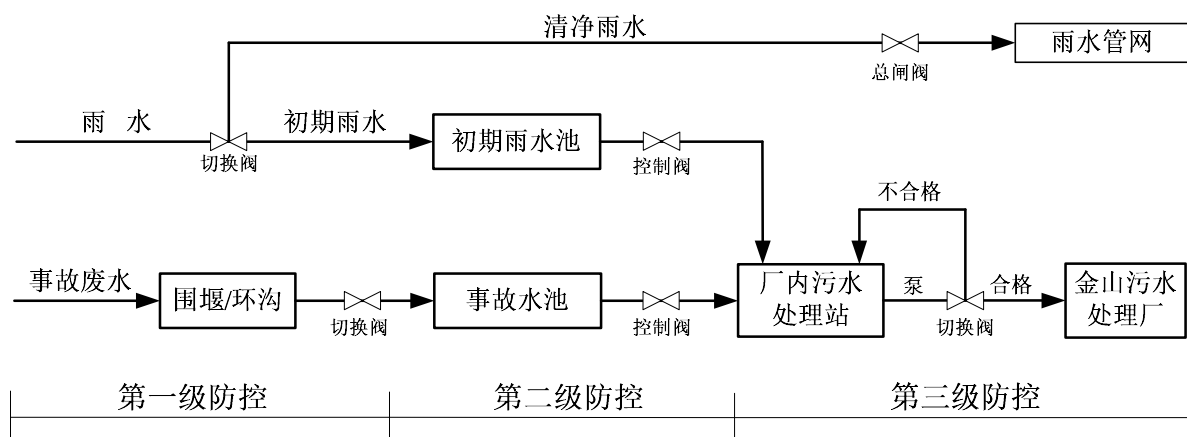 清净雨水
总闸阀
雨水管网
雨 水
切换阀
初期雨水
初期雨水池
控制阀
不合格
事故废水
围堰/环沟
切换阀
事故水池
控制阀
厂内污水
处理站
泵
切换阀
合格
金山污水
处理厂
第一级防控
第二级防控
第三级防控